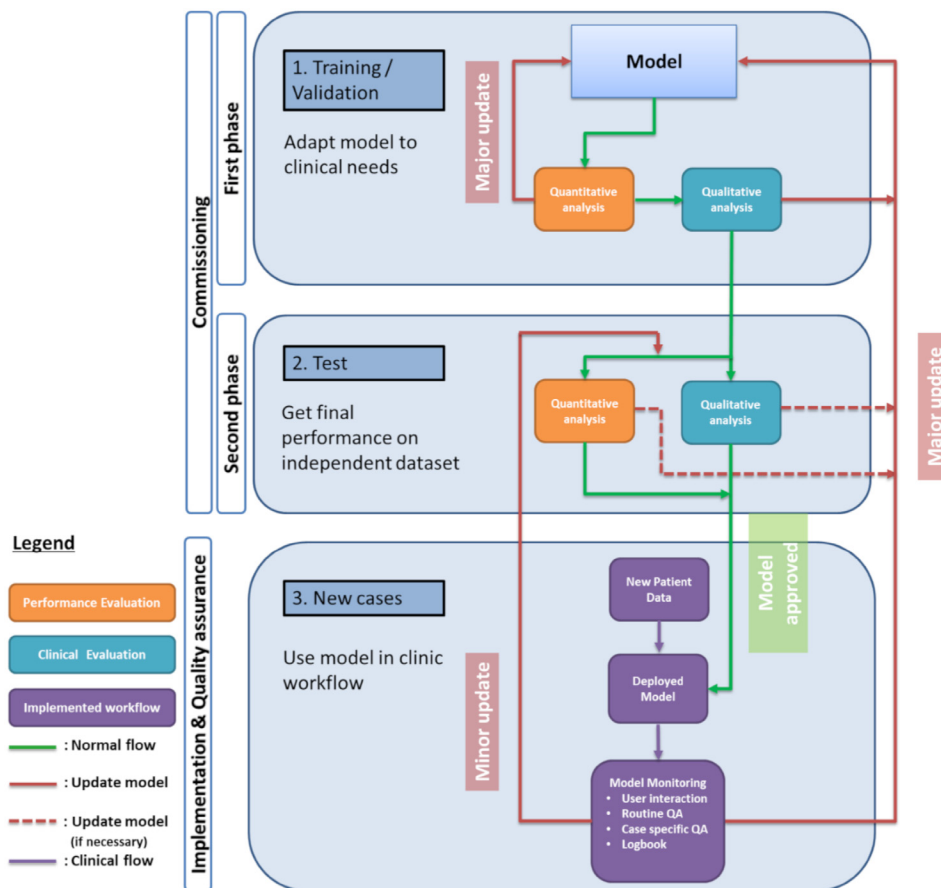 Commissioning
First phase
1. Training /
Validation
Adapt model to
clinical needs
Major update
Model
Quantitative
analysis
Qualitative
analysis
Second phase
2. Test
Get final
performance on
independent dataset
Quantitative
analysis
Qualitative
analysis
Major update
Model
approved
Implementation & Quality assurance
3. New cases
Use model in clinic
workflow
Minor update
New Patient
Data
Deployed
Model
Model Monitoring
• User interaction
• Routine QA
• Case specific QA
• Logbook
Legend
Performance Evaluation
Clinical Evaluation
Implemented workflow
: Normal flow
: Update model
: Update model
(if necessary)
: Clinical flow